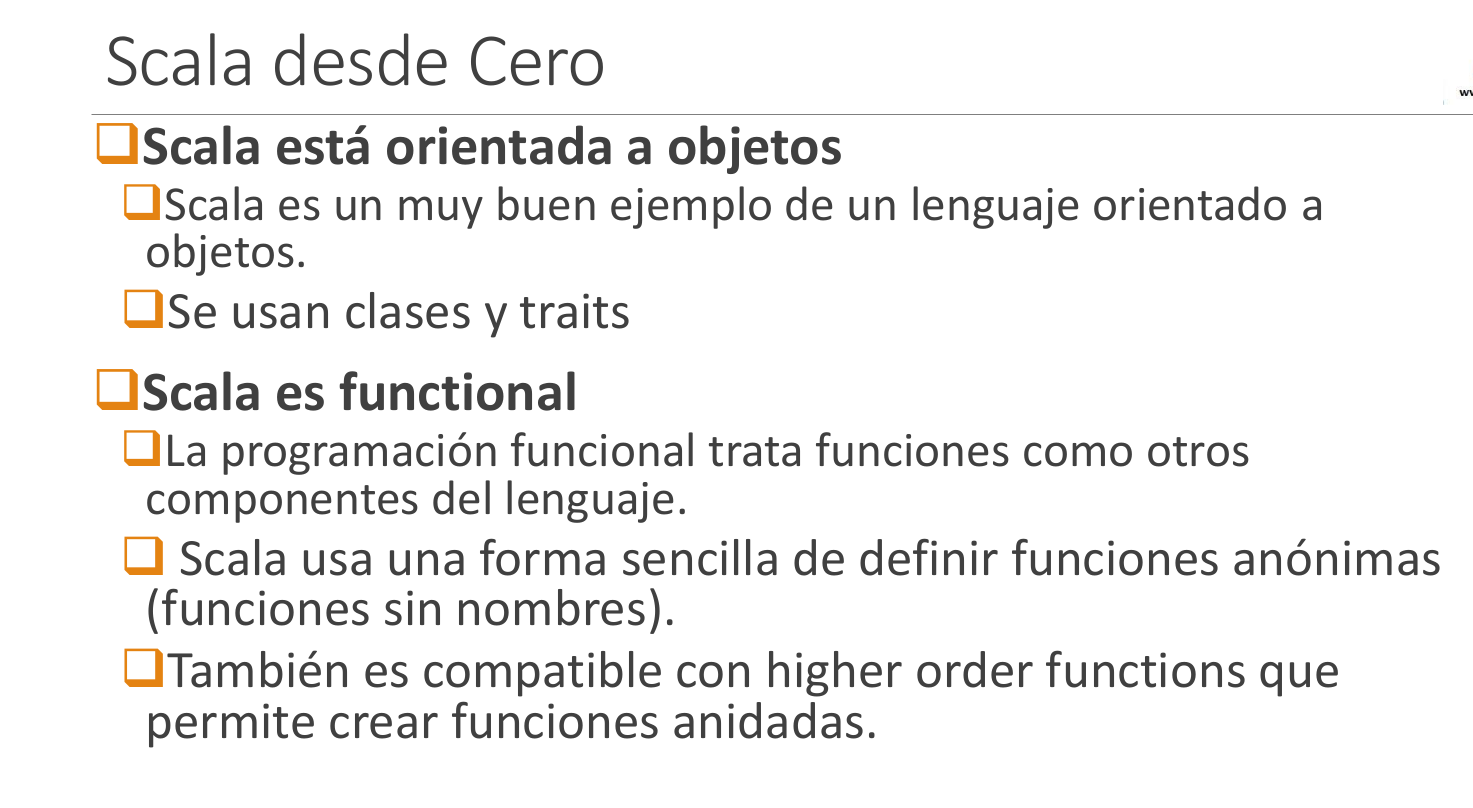 Scala desde Cero
Scala está orientada a objetos
Scala es un muy buen ejemplo de un lenguaje orientado a
objetos.
Se usan clases y traits
Scala es functional
La programación funcional trata funciones como otros
componentes del lenguaje.
Scala usa una forma sencilla de definir funciones anónimas
(funciones sin nombres).
También es compatible con higher order functions que
permite crear funciones anidadas.